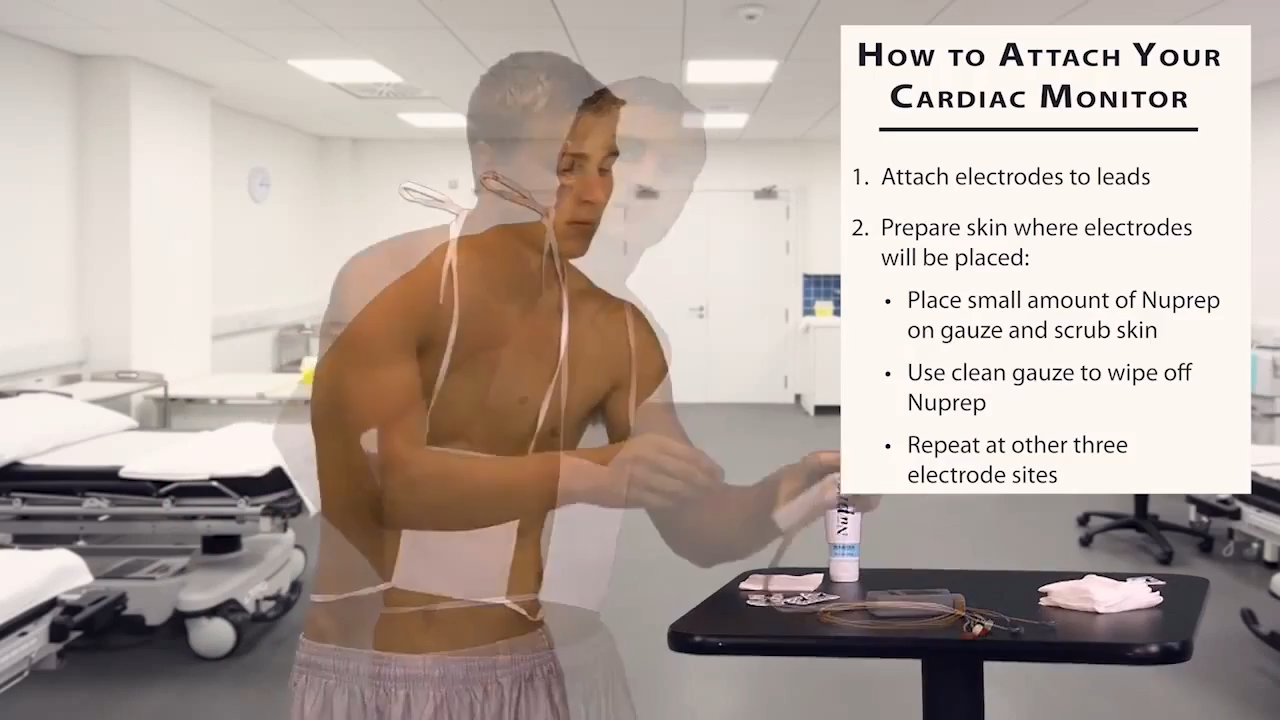 HOW TO ATTACH YOUR
CARDIAC MONITOR
1. Attach electrodes to leads
2. Prepare skin where electrodes
will be placed:
• Place small amount of Nuprep
on gauze and scrub skin
• Use clean gauze to wipe off
Nuprep
• Repeat at other three
electrode sites